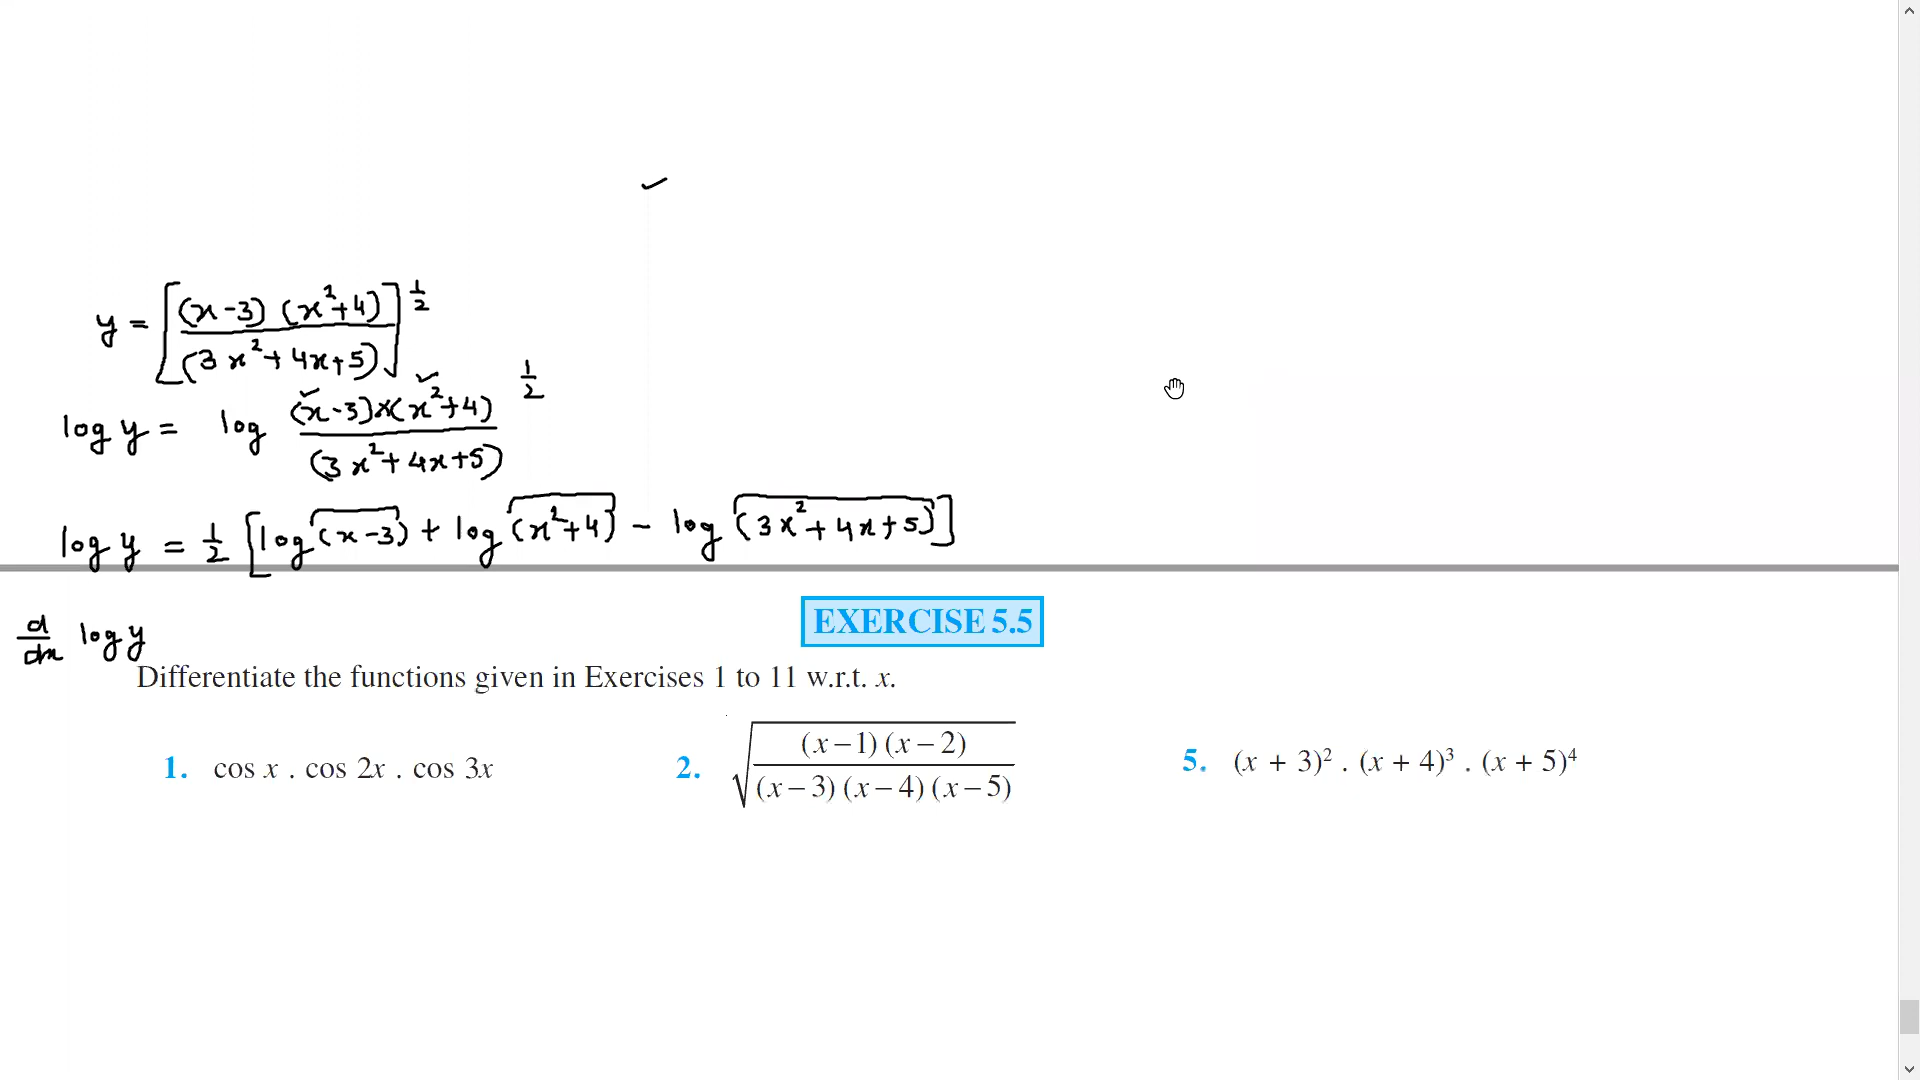 y = [(x-3) (x²+4) / (3x²+4x+5)]^(1/2)
log y = log (x-3)×(x²+4) / (3x²+4x+5) ^(1/2)
log y = 1/2 [log (x-3) + log (x²+4) - log (3x²+4x+5)]
EXERCISE 5.5
d/dx log y
Differentiate the functions given in Exercises 1 to 11 w.r.t. x.
1. cos x . cos 2x . cos 3x
2. √((x-1)(x-2) / (x-3)(x-4)(x-5))
5. (x + 3)² . (x + 4)³ . (x + 5)⁴